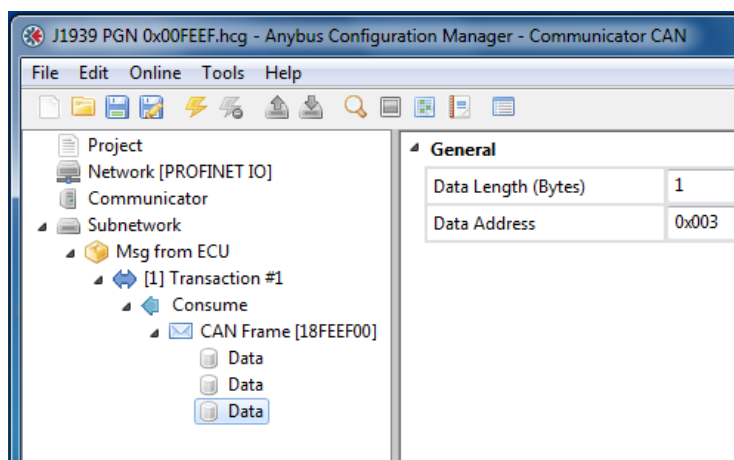 J1939 PGN 0x00FEEF.hcg - Anybus Configuration Manager - Communicator CAN
File Edit Online Tools Help
Project
Network [PROFINET IO]
Communicator
Subnetwork
Msg from ECU
[1] Transaction #1
Consume
CAN Frame [18FEEF00]
Data
Data
Data
General
Data Length (Bytes) 1
Data Address 0x003